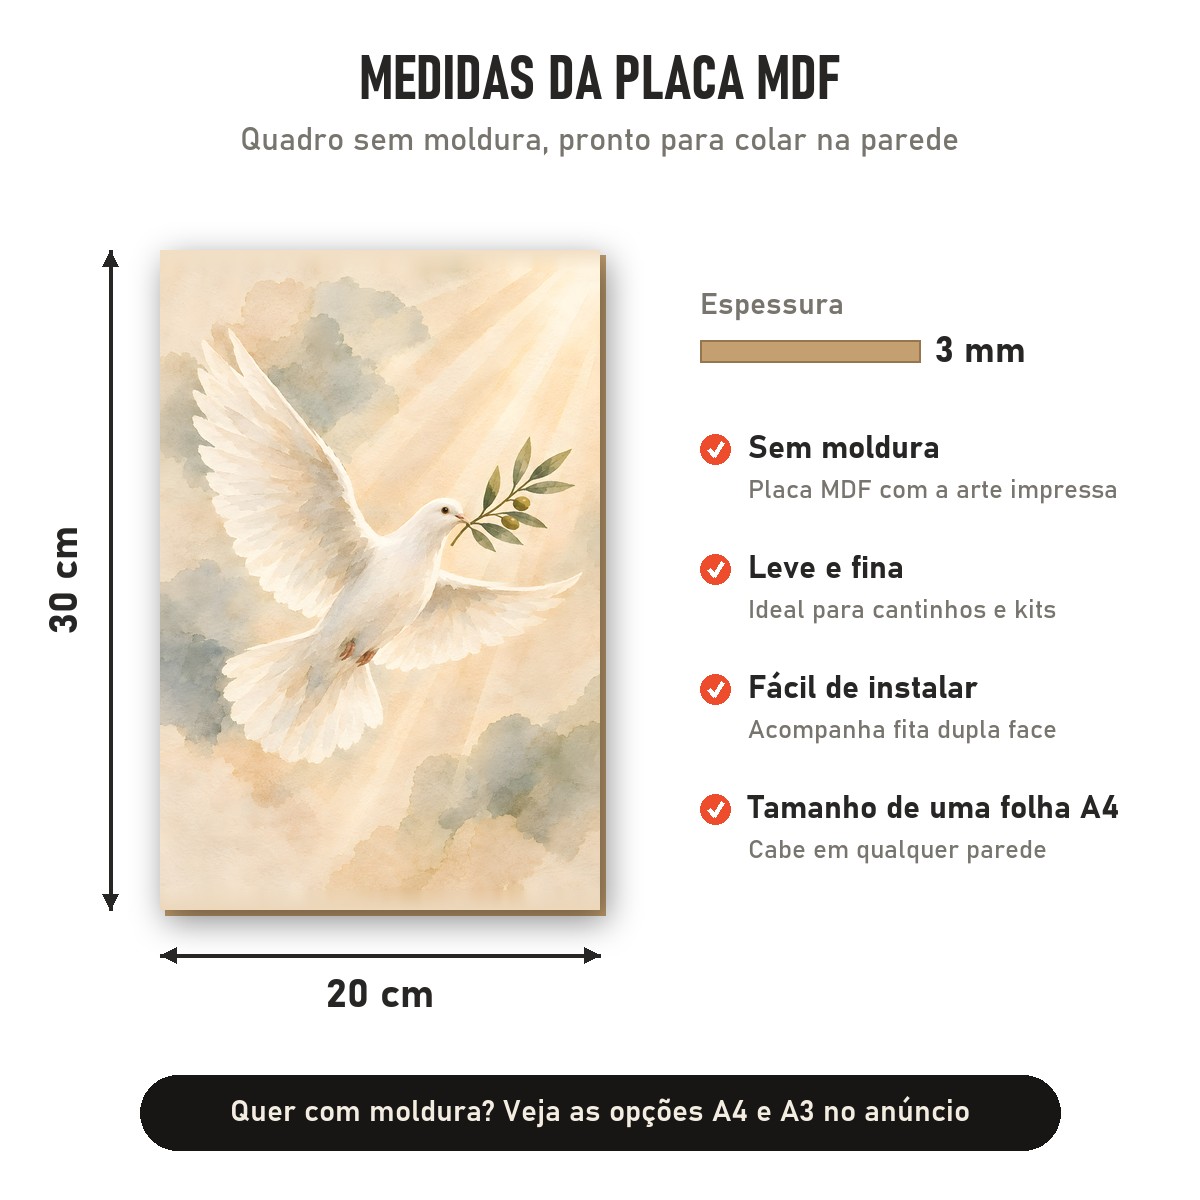 MEDIDAS DA PLACA MDF
Quadro sem moldura, pronto para colar na parede
30 cm
20 cm
Espessura
3 mm
Sem moldura
Placa MDF com a arte impressa
Leve e fina
Ideal para cantinhos e kits
Fácil de instalar
Acompanha fita dupla face
Tamanho de uma folha A4
Cabe em qualquer parede
Quer com moldura? Veja as opções A4 e A3 no anúncio